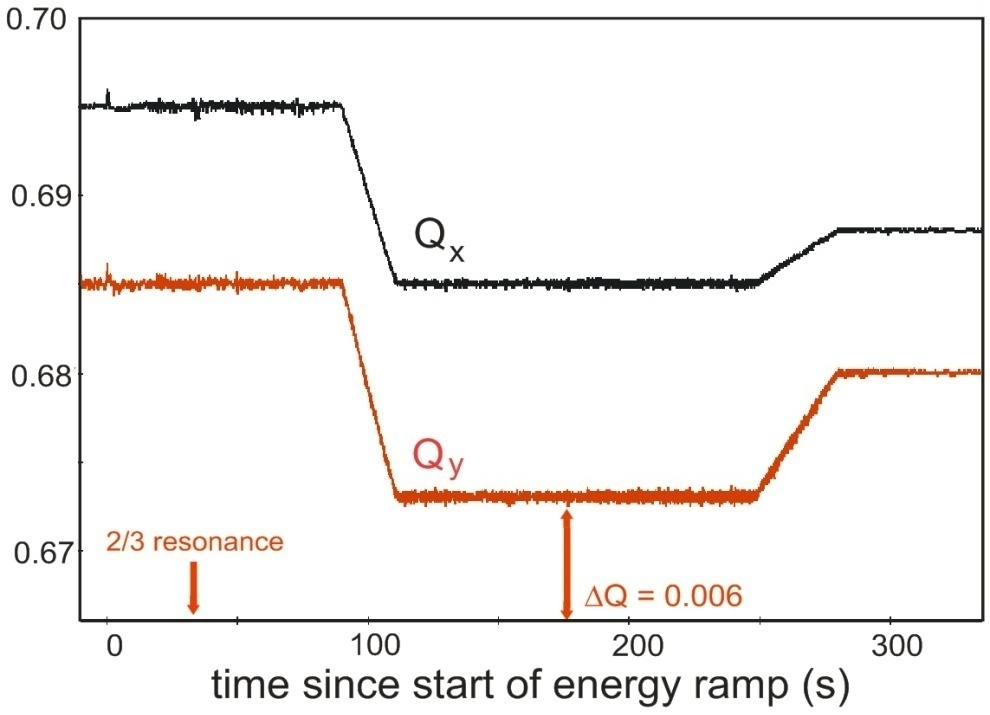 0.70
0.69
Qx
0.68
Qy
2/3 resonance
0.67
ΔQ = 0.006
0 100 200 300
time since start of energy ramp (s)